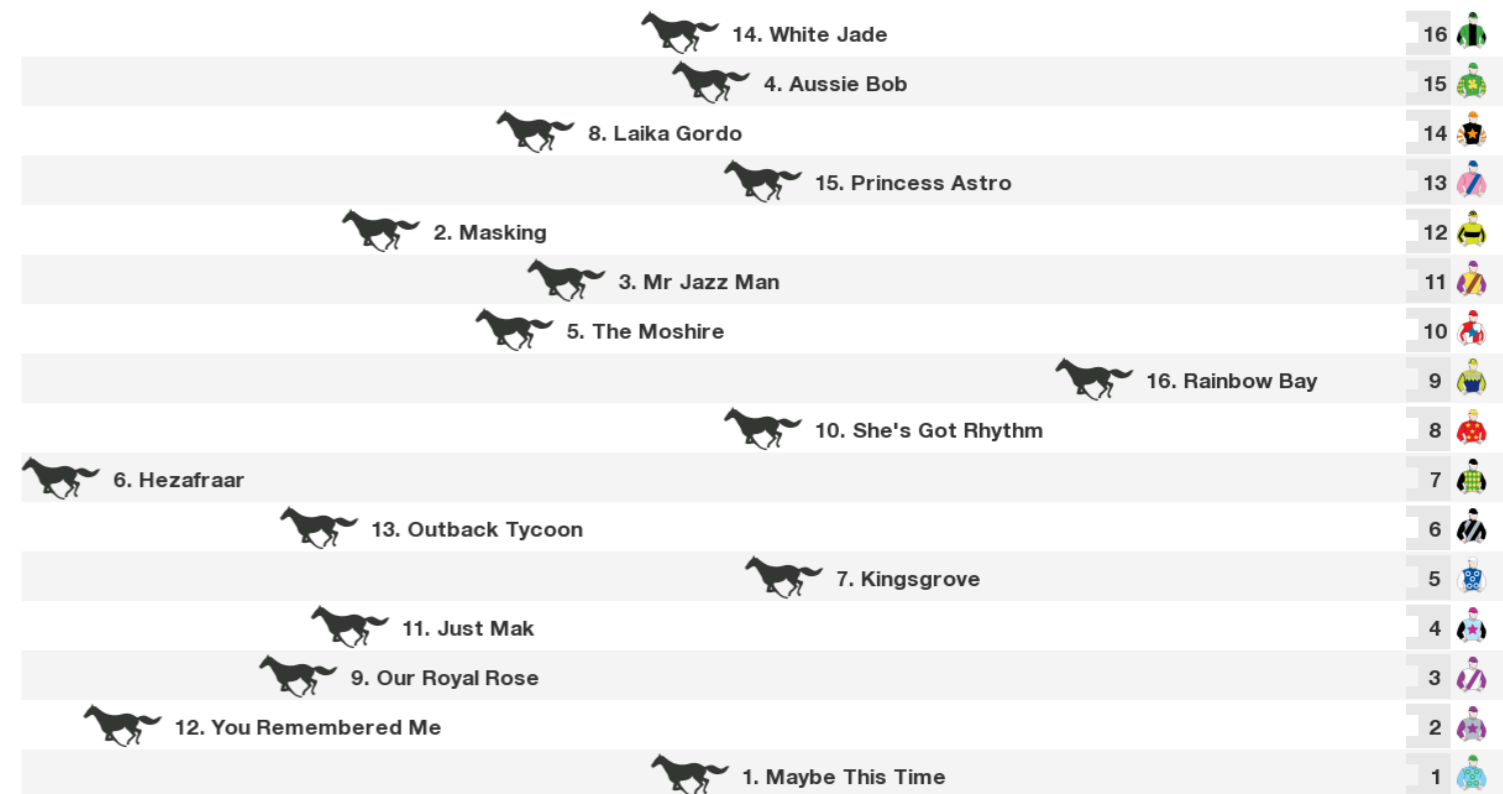 14. White Jade 16
4. Aussie Bob 15
8. Laika Gordo 14
15. Princess Astro 13
2. Masking 12
3. Mr Jazz Man 11
5. The Moshire 10
16. Rainbow Bay 9
10. She's Got Rhythm 8
6. Hezafraar 7
13. Outback Tycoon 6
7. Kingsgrove 5
11. Just Mak 4
9. Our Royal Rose 3
12. You Remembered Me 2
1. Maybe This Time 1